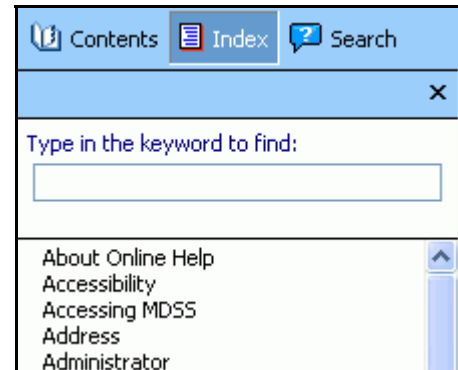 Contents Index Search
Type in the keyword to find:
About Online Help
Accessibility
Accessing MDSS
Address
Administrator